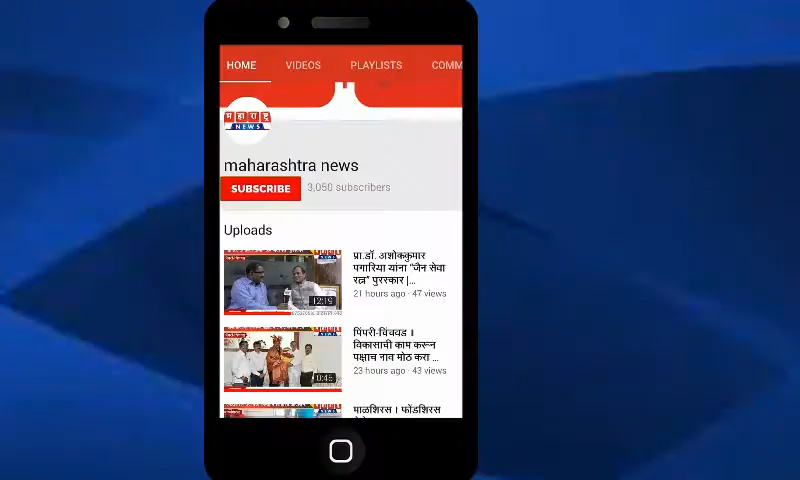 HOME VIDEOS PLAYLISTS COMM
महाराष्ट्र
NEWS
maharashtra news
SUBSCRIBE 3,050 subscribers
Uploads
प्रा.डॉ. अशोककुमार
पगारिया यांना "जैन सेवा
रत्न" पुरस्कार |...
21 hours ago · 47 views
12:19
पिंपरी-चिंचवड ।
विकासाची काम करून
पक्षाच नाव मोठ करा ...
23 hours ago · 43 views
0:45
माळशिरस । फोंडशिरस